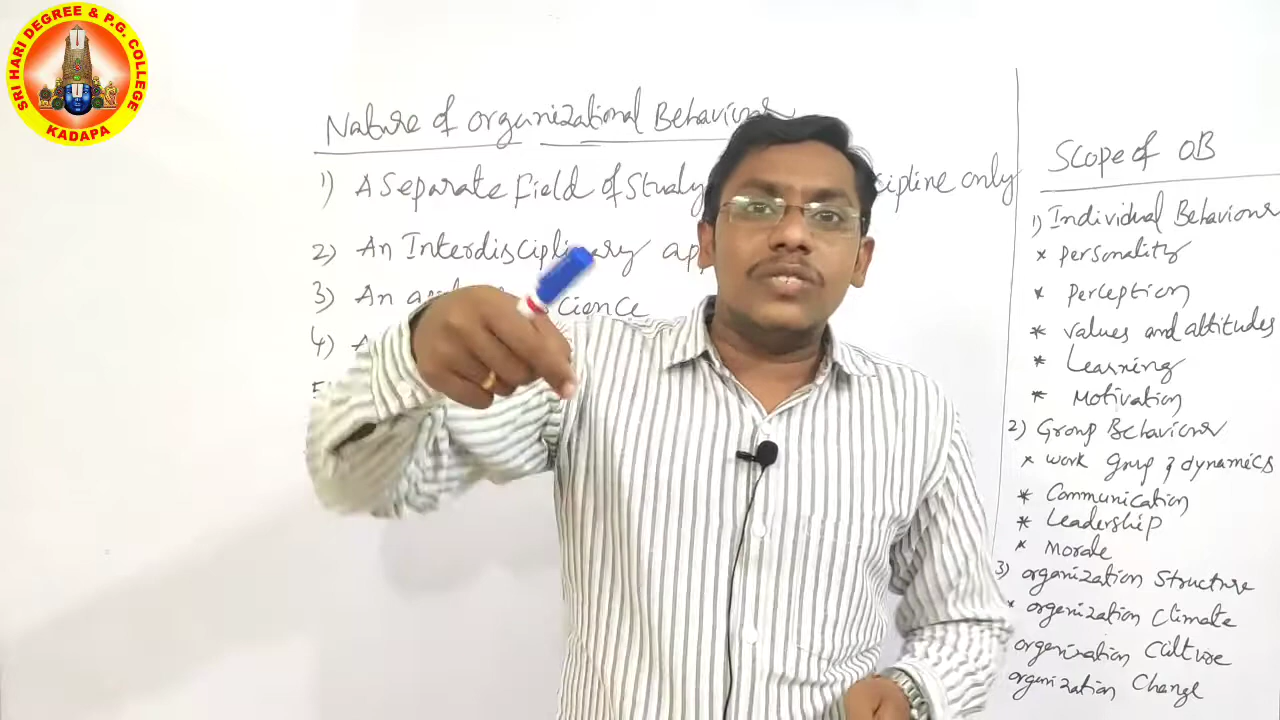 SRI HARI DEGREE & P.G. COLLEGE
KADAPA
Nature of Organizational Behaviour
1) A Separate Field of Study only
2) An Interdisciplinary
3) An
4)
Scope of OB
1) Individual Behaviour
* personality
* perception
* values and attitudes
* Learning
* Motivation
2) Group Behaviour
* work group & dynamics
* Communication
* Leadership
* Morale
3) organization Structure
* organization Climate
organization Culture
organization Change